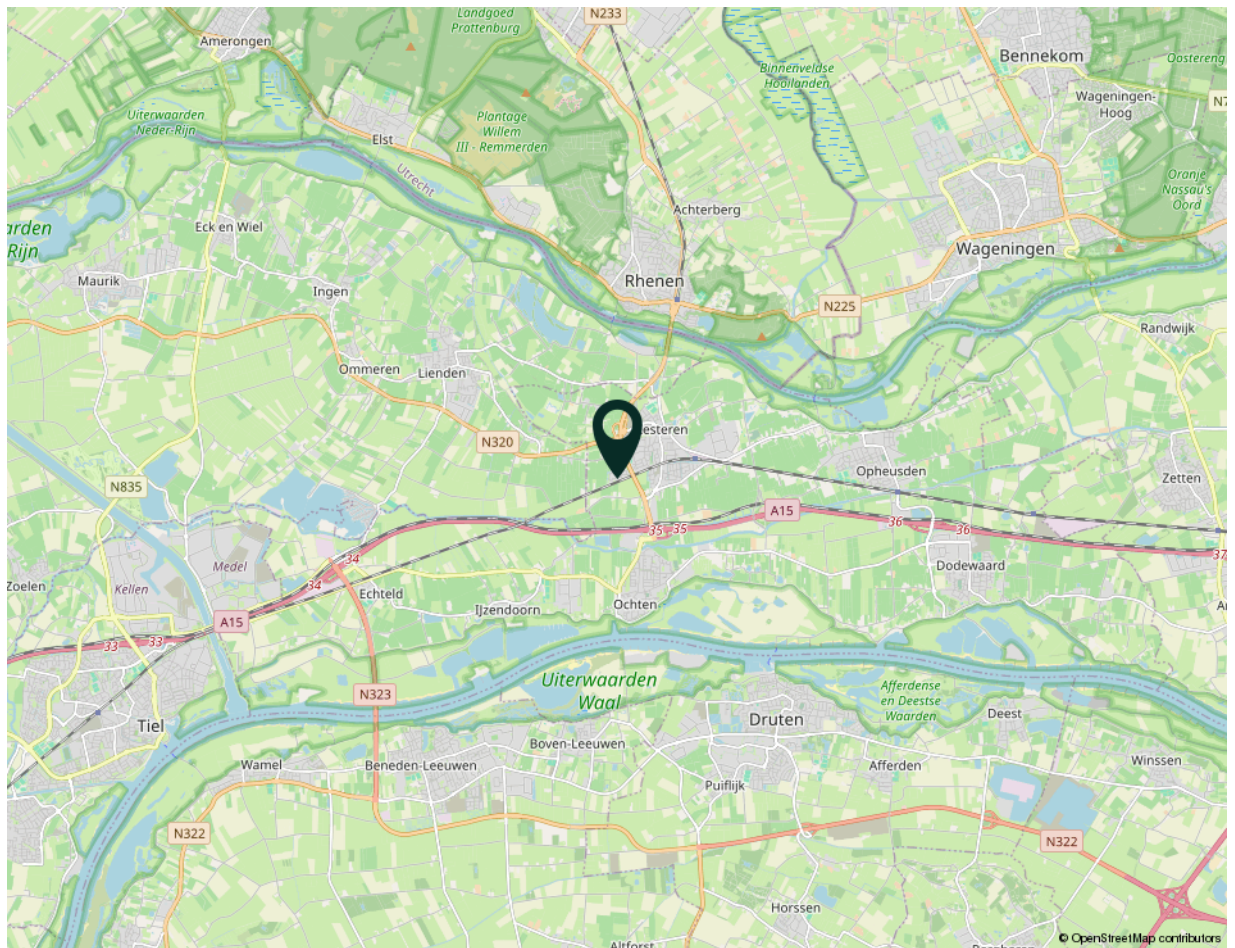 Landgoed
Prattenburg
N233
Amerongen
Bennekom
Oostereng
Binnenveldse
Hooilanden
Wageningen-
Hoog
Uiterwaarden
Neder-Rijn
Plantage
Willem
III - Remmerden
Elst
Utrecht
Oranje
Nassau's
Oord
Achterberg
Eck en Wiel
arden
Rijn
Wageningen
Maurik
Ingen
Rhenen
N225
Randwijk
Ommeren
Lienden
esteren
N320
Opheusden
Zetten
N835
A15
35
35
36
36
37
34
34
Medel
Kellen
Zoelen
Echteld
Dodewaard
IJzendoorn
Ochten
A15
33
33
Uiterwaarden
Waal
N323
Afferdense
en Deestse
Waarden
Tiel
Druten
Deest
Boven-Leeuwen
Wamel
Beneden-Leeuwen
Afferden
Winssen
Puiflijk
N322
N322
Horssen
Altforst
© OpenStreetMap contributors